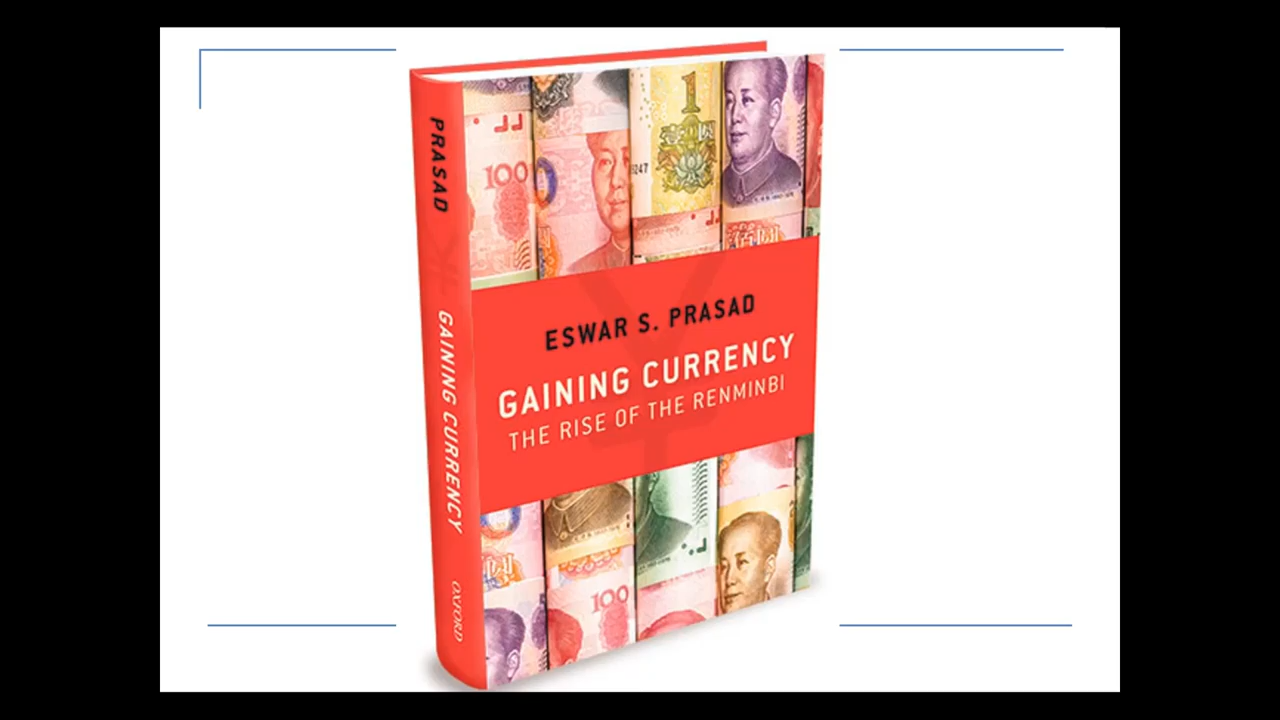 PRASAD
GAINING CURRENCY
OXFORD
ESWAR S. PRASAD
GAINING CURRENCY
THE RISE OF THE RENMINBI
100
1
100